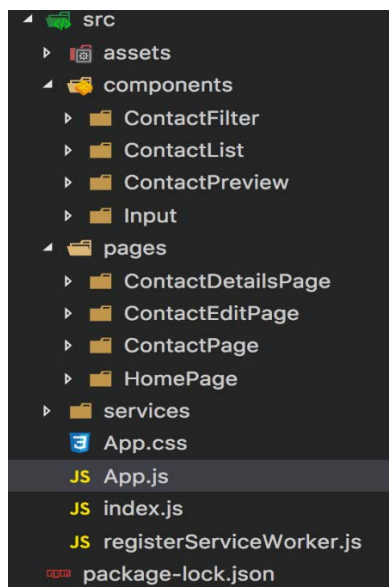 src
assets
components
ContactFilter
ContactList
ContactPreview
Input
pages
ContactDetailsPage
ContactEditPage
ContactPage
HomePage
services
App.css
JS App.js
JS index.js
JS registerServiceWorker.js
npm package-lock.json